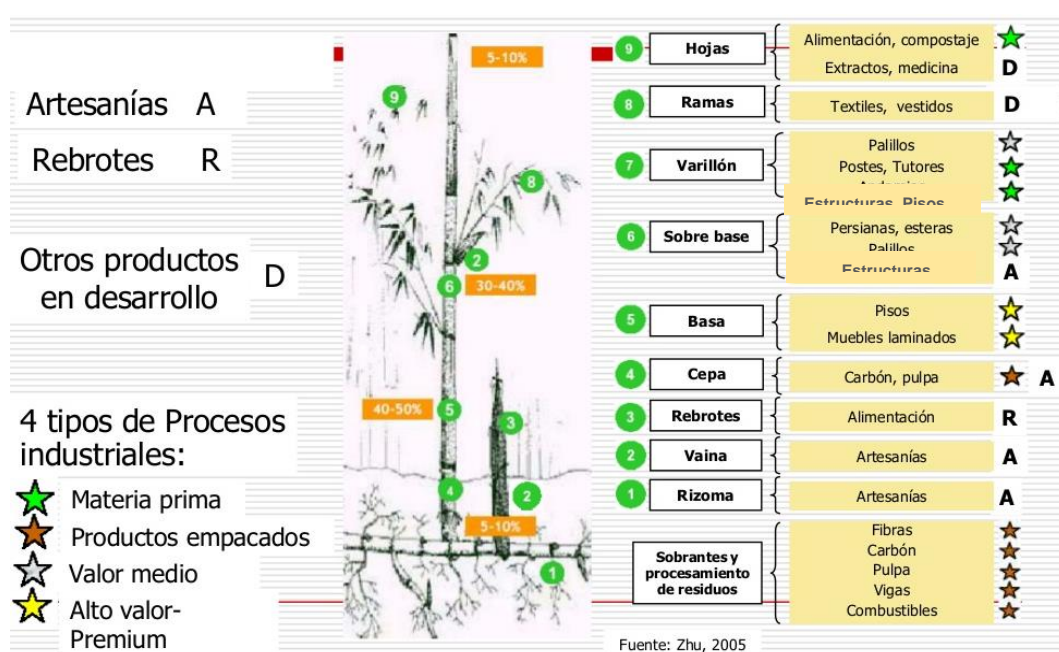 Artesanías A
Rebrotes R
Otros productos
en desarrollo D
4 tipos de Procesos
industriales:
Materia prima
Productos empacados
Valor medio
Alto valor-
Premium
5-10%
9
8
2
6
30-40%
40-50%
5
3
4
2
5-10%
1
9 Hojas
Alimentación, compostaje
Extractos, medicina D
8 Ramas
Textiles, vestidos D
7 Varillón
Palillos
Postes, Tutores
Estructuras, Pisos
6 Sobre base
Persianas, esteras
Palillos
Estructuras A
5 Basa
Pisos
Muebles laminados
4 Cepa
Carbón, pulpa A
3 Rebrotes
Alimentación R
2 Vaina
Artesanías A
1 Rizoma
Artesanías A
Sobrantes y
procesamiento
de residuos
Fibras
Carbón
Pulpa
Vigas
Combustibles
Fuente: Zhu, 2005